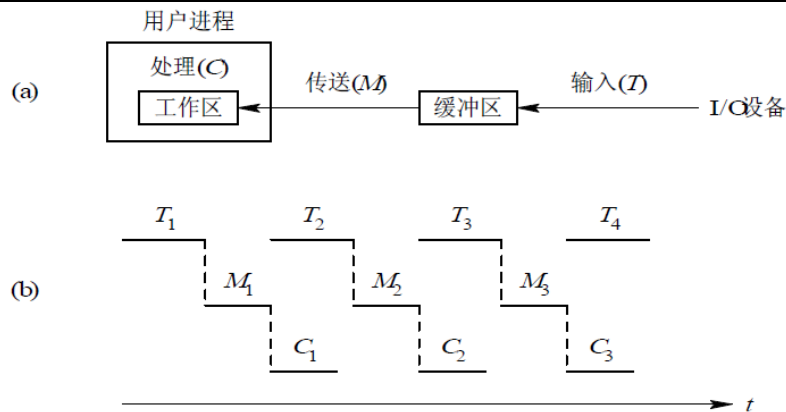 用户进程
处理(C)
(a) 工作区 传送(M) 缓冲区 输入(T) I/O设备
T1 T2 T3 T4
(b) M1 M2 M3
C1 C2 C3
t